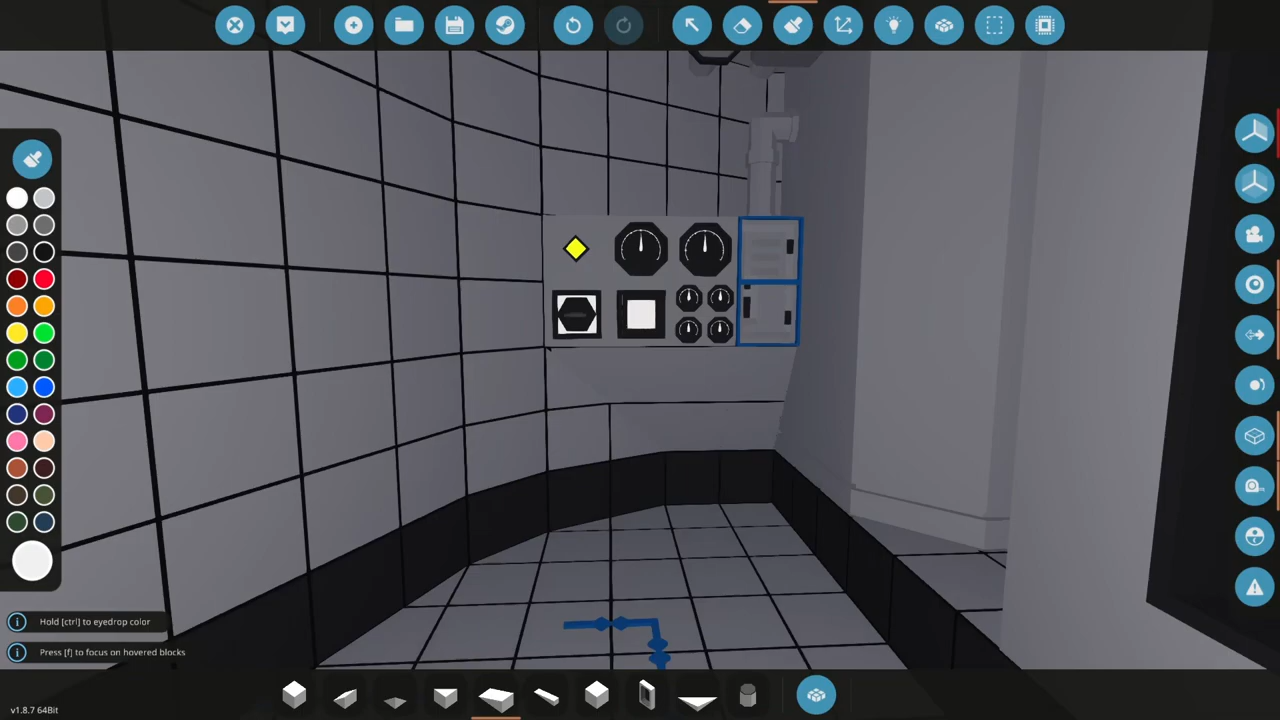 Hold [ctrl] to eyedrop color
Press [f] to focus on hovered blocks
v1.8.7 64Bit